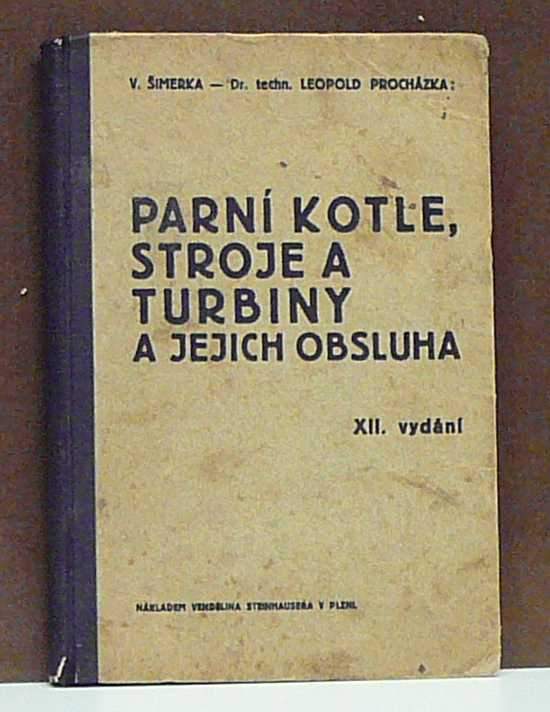 V. ŠIMERKA — Dr. techn. LEOPOLD PROCHÁZKA:
PARNÍ KOTLE,
STROJE A
TURBINY
A JEJICH OBSLUHA
XII. vydání
NÁKLADEM VENDELÍNA STEINHAUSERA V PLZNI.